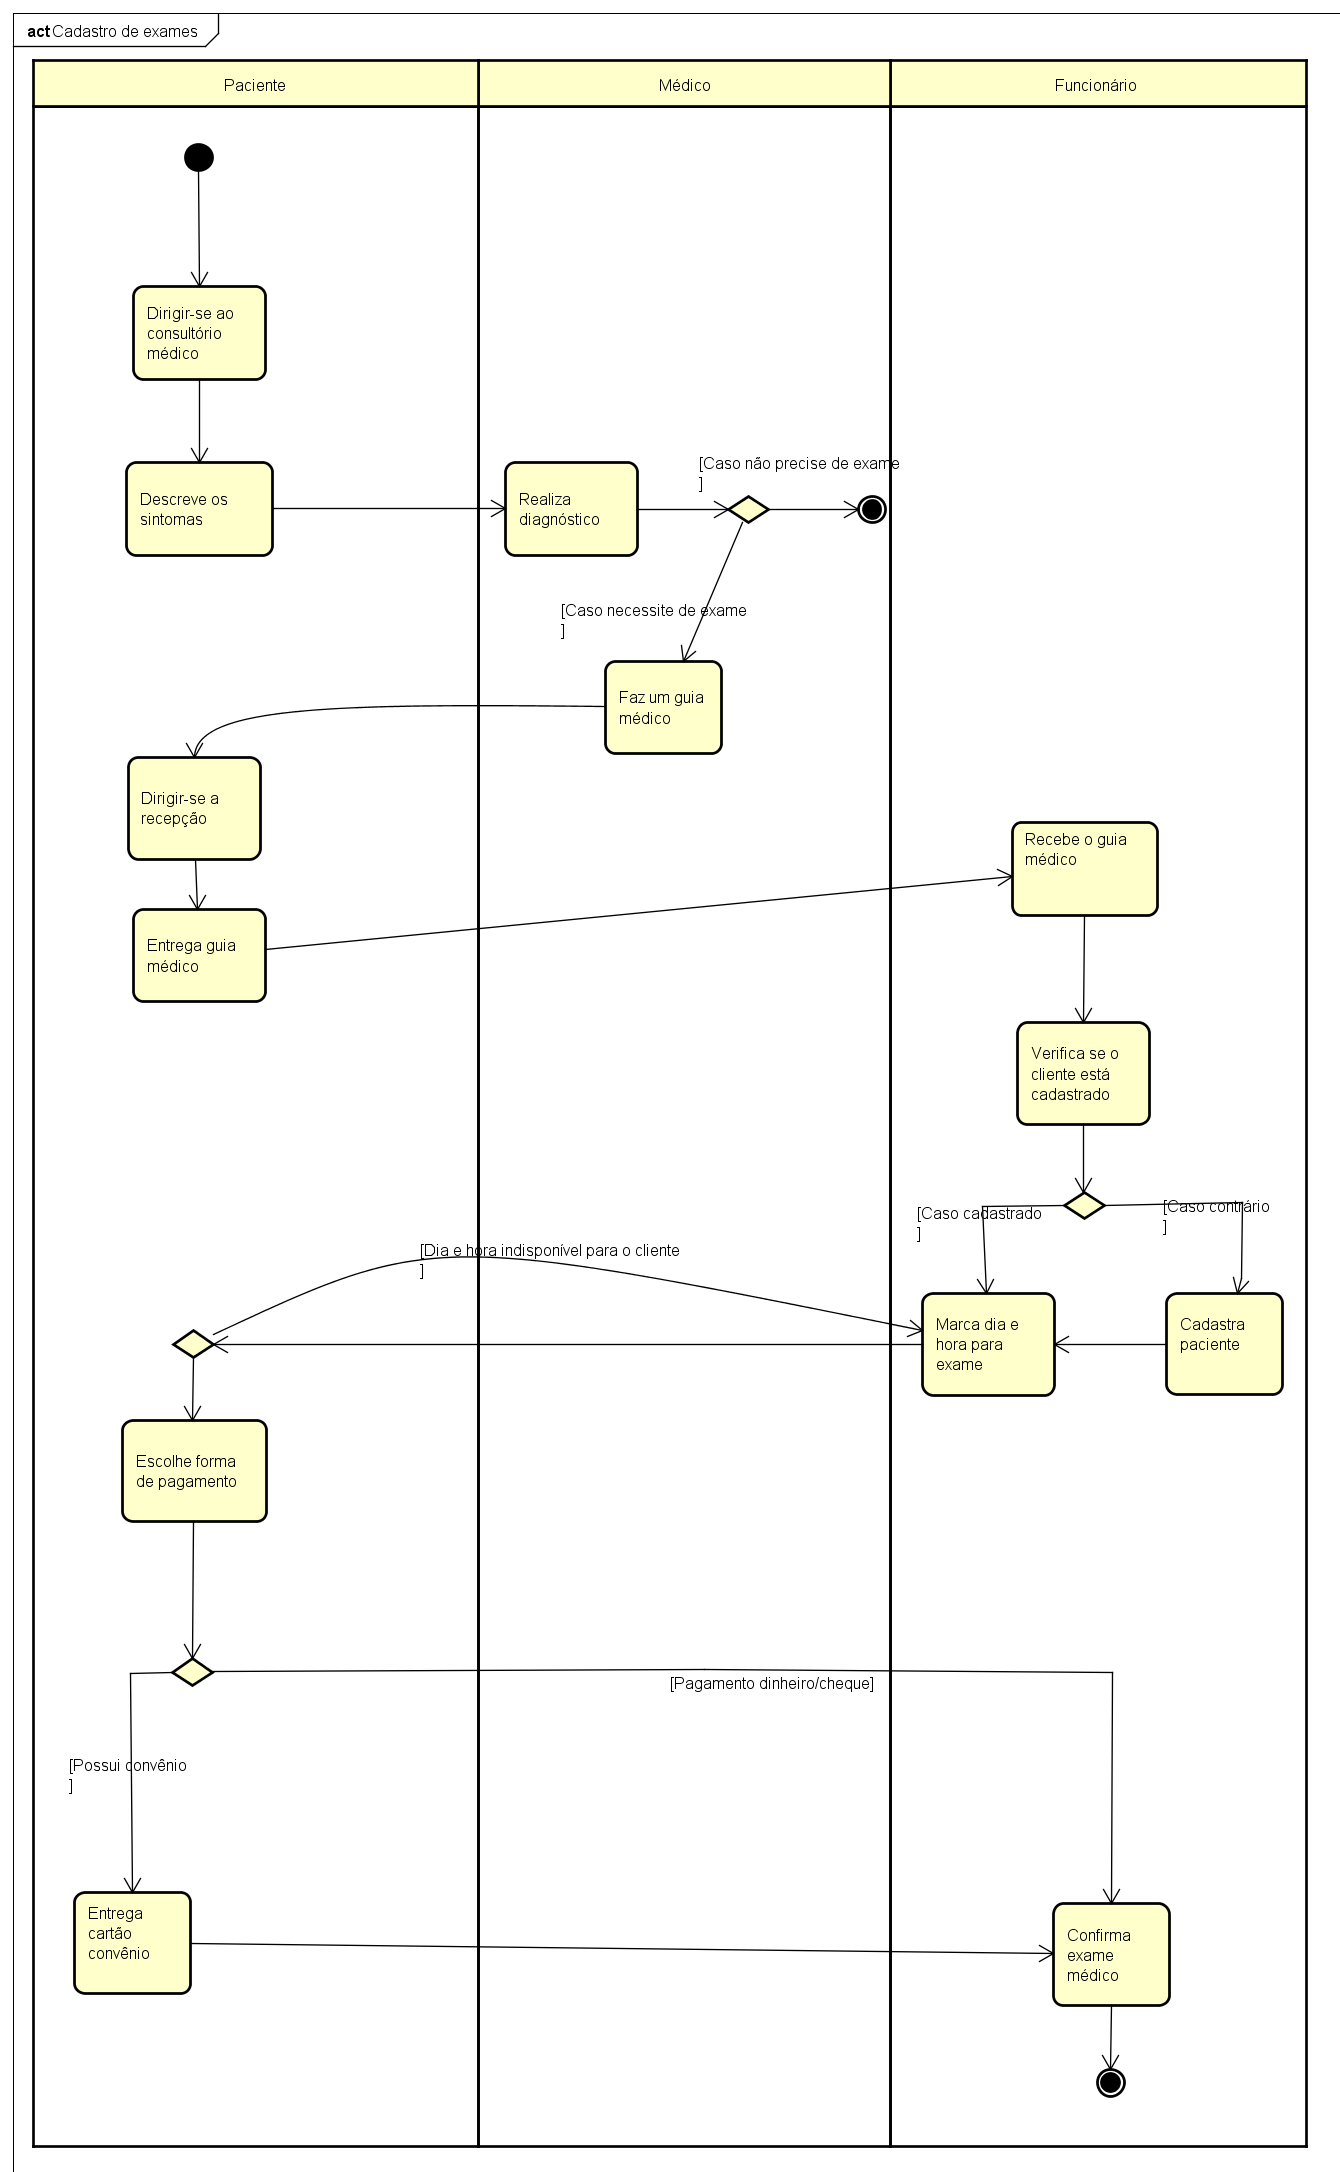 act Cadastro de exames
Paciente
Médico
Funcionário
Dirigir-se ao
consultório
médico
Descreve os
sintomas
Realiza
diagnóstico
[Caso não precise de exame
]
[Caso necessite de exame
]
Faz um guia
médico
Dirigir-se a
recepção
Entrega guia
médico
Recebe o guia
médico
Verifica se o
cliente está
cadastrado
[Caso cadastrado
]
[Caso contrário
]
[Dia e hora indisponível para o cliente
]
Marca dia e
hora para
exame
Cadastra
paciente
Escolhe forma
de pagamento
[Pagamento dinheiro/cheque]
[Possui convênio
]
Entrega
cartão
convênio
Confirma
exame
médico